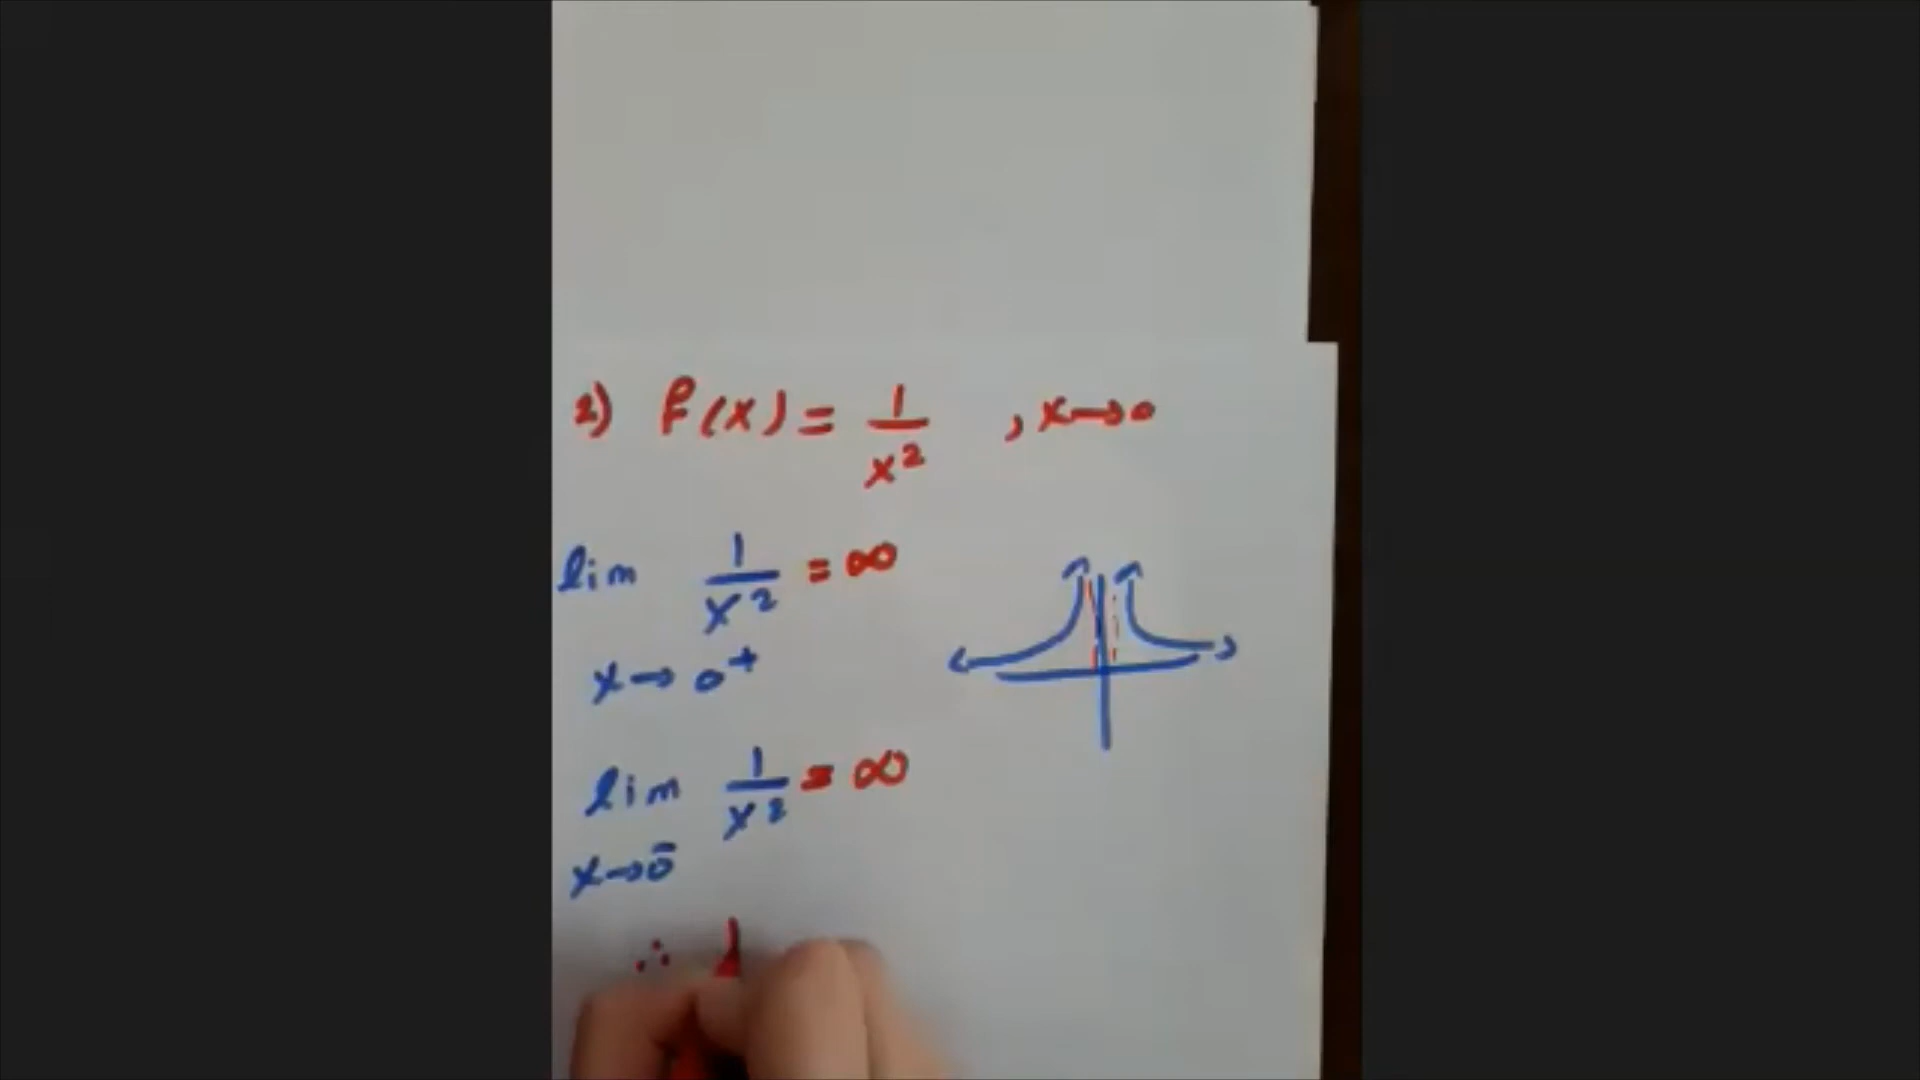 2) f(x) = 1/x² , x→0
lim 1/x² = ∞
x→0⁺
lim 1/x² = ∞
x→0⁻
∴